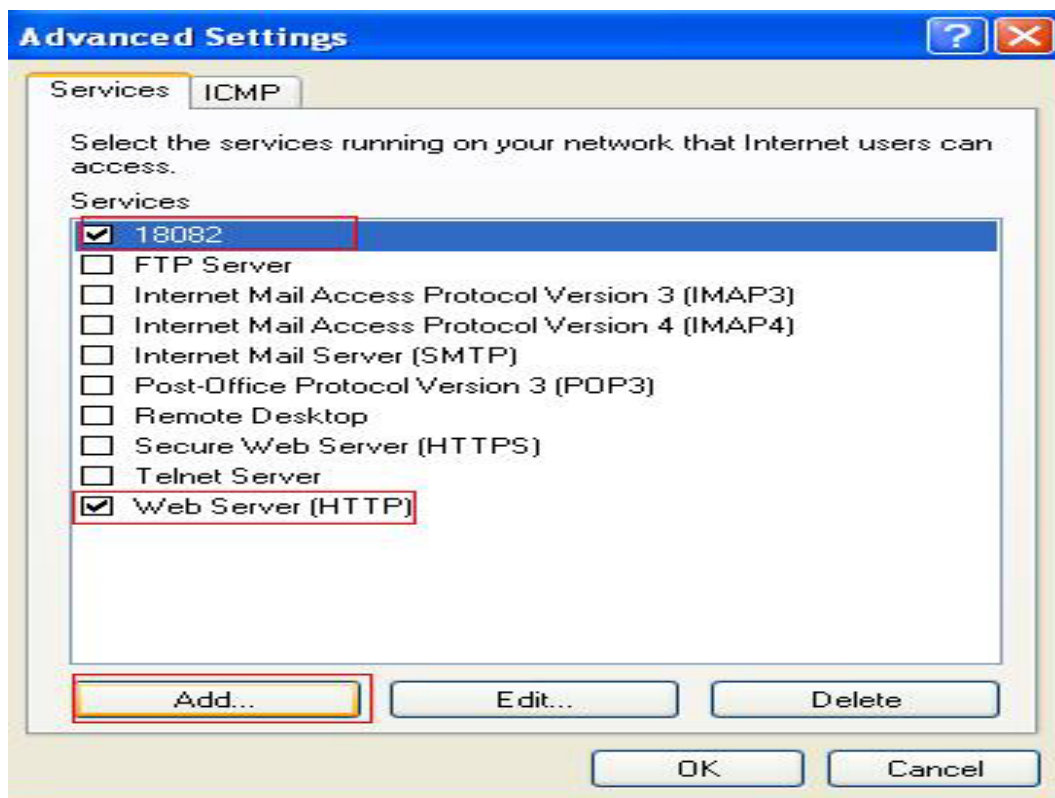 Advanced Settings
?
Services
ICMP
Select the services running on your network that Internet users can
access.
Services
18082
FTP Server
Internet Mail Access Protocol Version 3 (IMAP3)
Internet Mail Access Protocol Version 4 (IMAP4)
Internet Mail Server (SMTP)
Post-Office Protocol Version 3 (POP3)
Remote Desktop
Secure Web Server (HTTPS)
Telnet Server
Web Server (HTTP)
Add...
Edit...
Delete
OK
Cancel